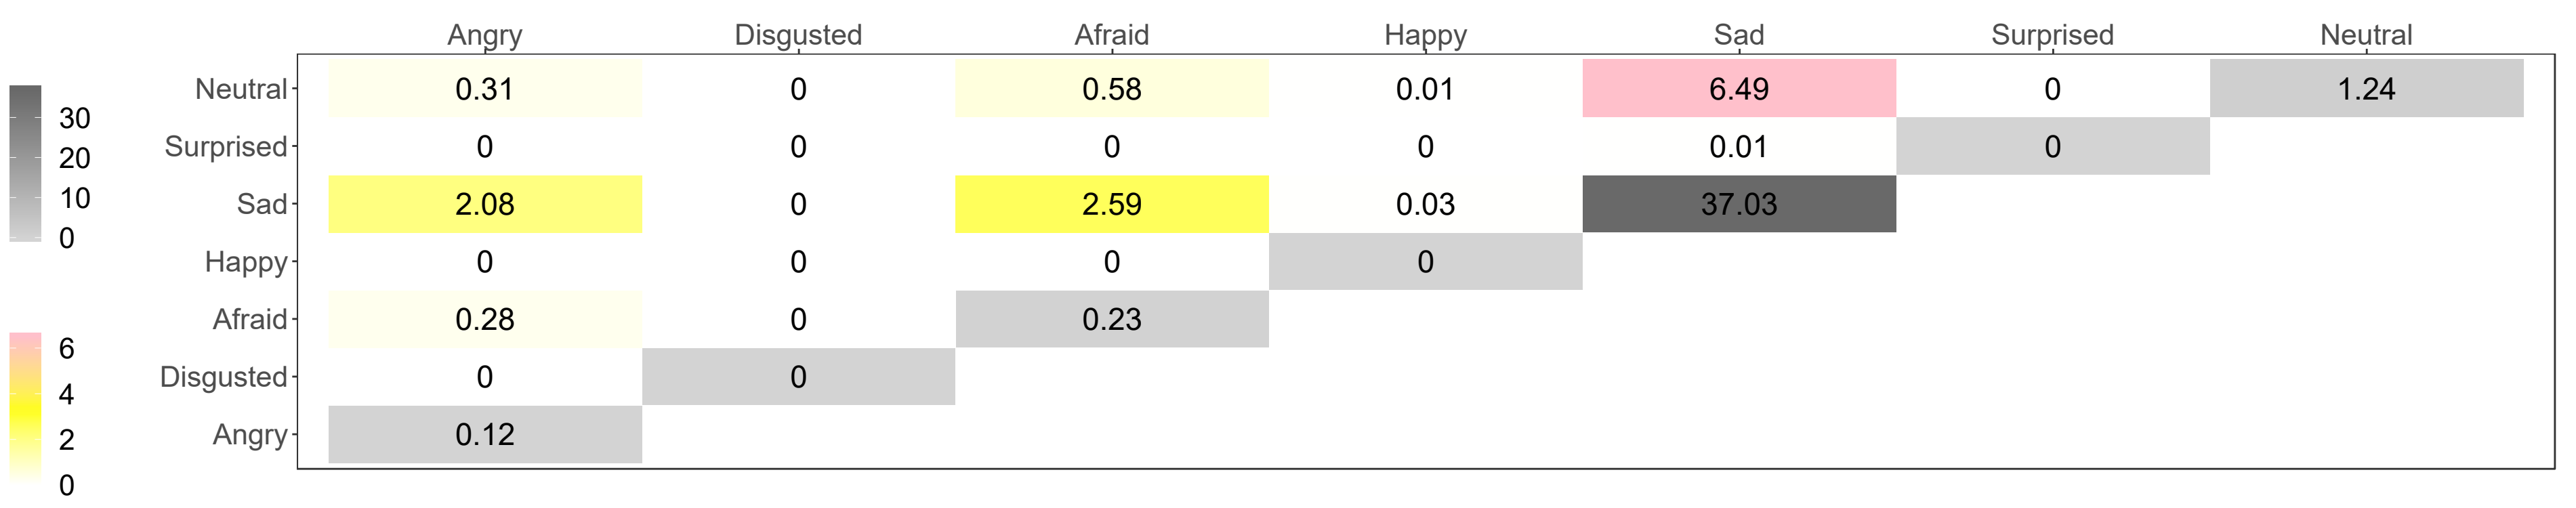 Angry Disgusted Afraid Happy Sad Surprised Neutral
Neutral 0.31 0 0.58 0.01 6.49 0 1.24
Surprised 0 0 0 0 0.01 0
Sad 2.08 0 2.59 0.03 37.03
Happy 0 0 0 0
Afraid 0.28 0 0.23
Disgusted 0 0
Angry 0.12
30
20
10
0
6
4
2
0